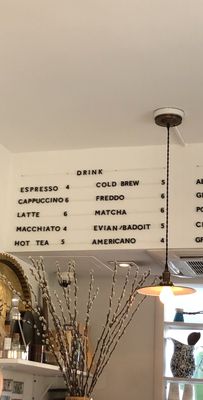 DRINK
ESPRESSO 4
CAPPUCCINO 6
LATTE 6
MACCHIATO 4
HOT TEA 5
COLD BREW 5
FREDDO 6
MATCHA 6
EVIAN/BADOIT 5
AMERICANO 4